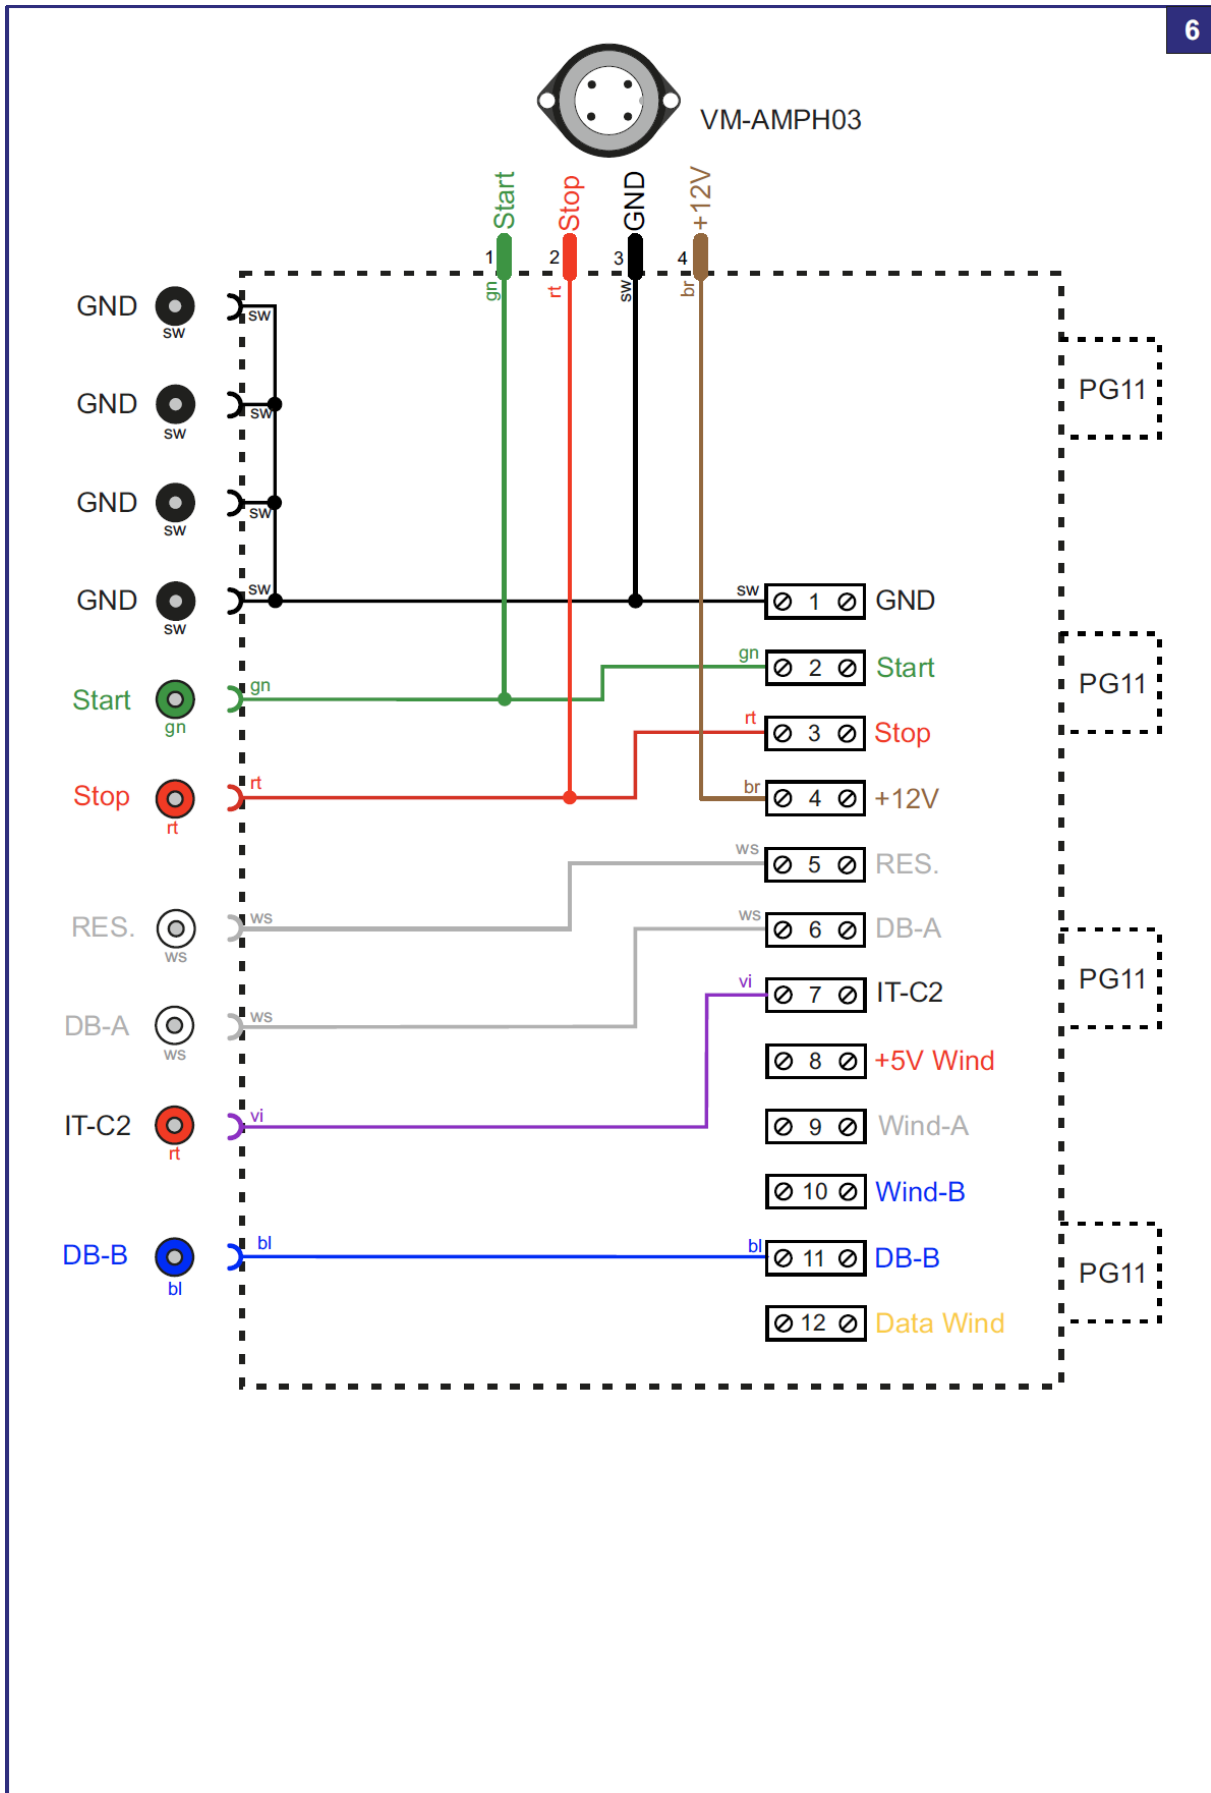 6
VM-AMPH03
Start
Stop
GND
+12V
1
2
3
4
gn
rt
sw
br
GND
sw
sw
PG11
GND
sw
sw
GND
sw
sw
GND
sw
sw
sw
1
GND
gn
2
Start
Start
gn
gn
PG11
rt
3
Stop
Stop
rt
rt
br
4
+12V
ws
5
RES.
RES.
ws
ws
ws
6
DB-A
vi
7
IT-C2
PG11
DB-A
ws
ws
8
+5V Wind
IT-C2
rt
vi
9
Wind-A
10
Wind-B
DB-B
bl
bl
bl
11
DB-B
PG11
12
Data Wind